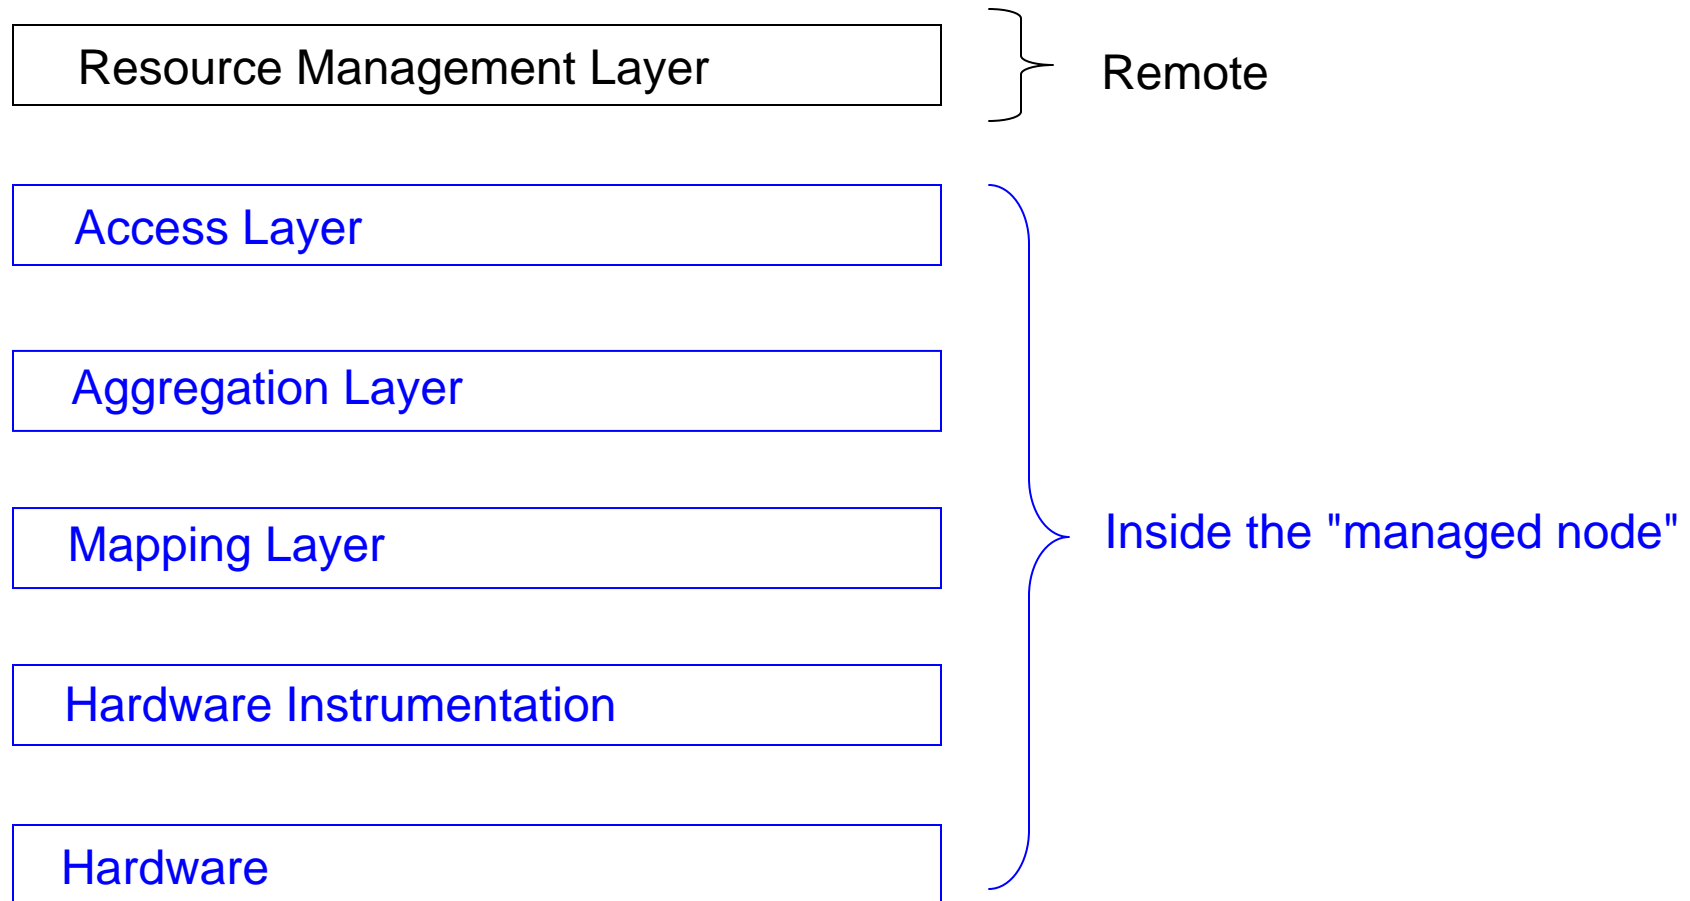 Resource Management Layer
Remote
Access Layer
Aggregation Layer
Mapping Layer
Inside the "managed node"
Hardware Instrumentation
Hardware